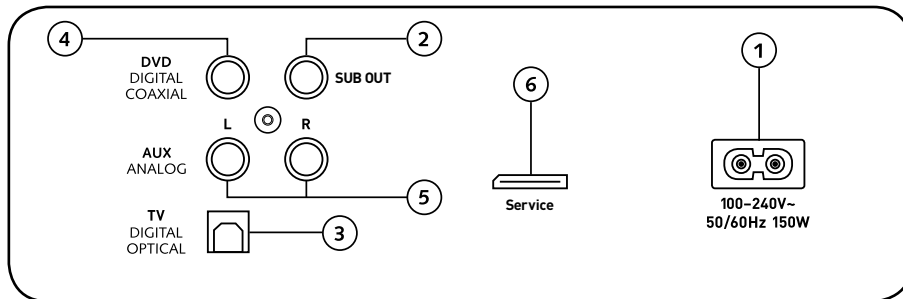 4
2
1
DVD
DIGITAL
COAXIAL
SUB OUT
6
L
R
AUX
ANALOG
5
Service
100–240V~
50/60Hz 150W
TV
DIGITAL
OPTICAL
3